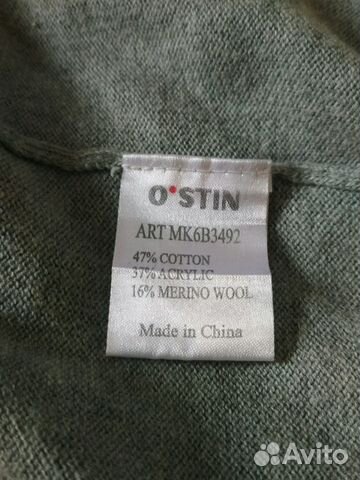 O'STIN
ART MK6B3492
47% COTTON
37% ACRYLIC
16% MERINO WOOL
Made in China
Avito